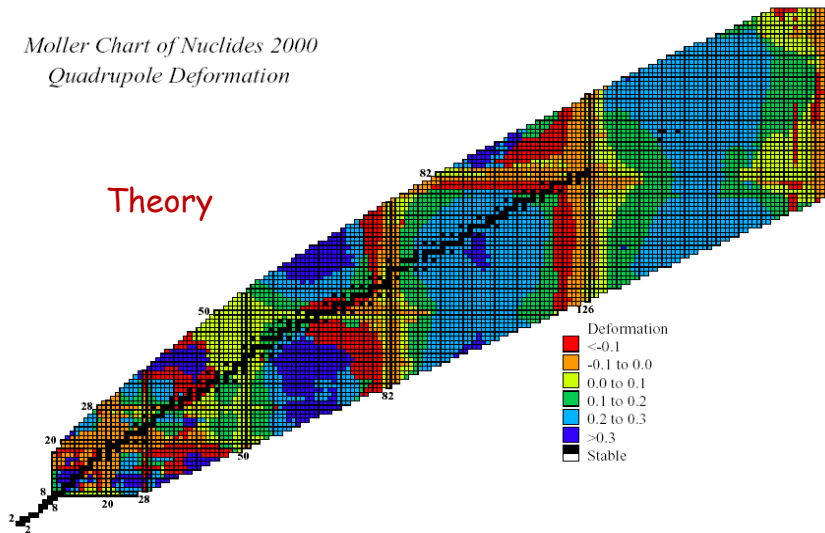 Moller Chart of Nuclides 2000
Quadrupole Deformation
Theory
82
50
28
20
8
2
2
8
20
28
50
82
126
Deformation
<-0.1
-0.1 to 0.0
0.0 to 0.1
0.1 to 0.2
0.2 to 0.3
>0.3
Stable